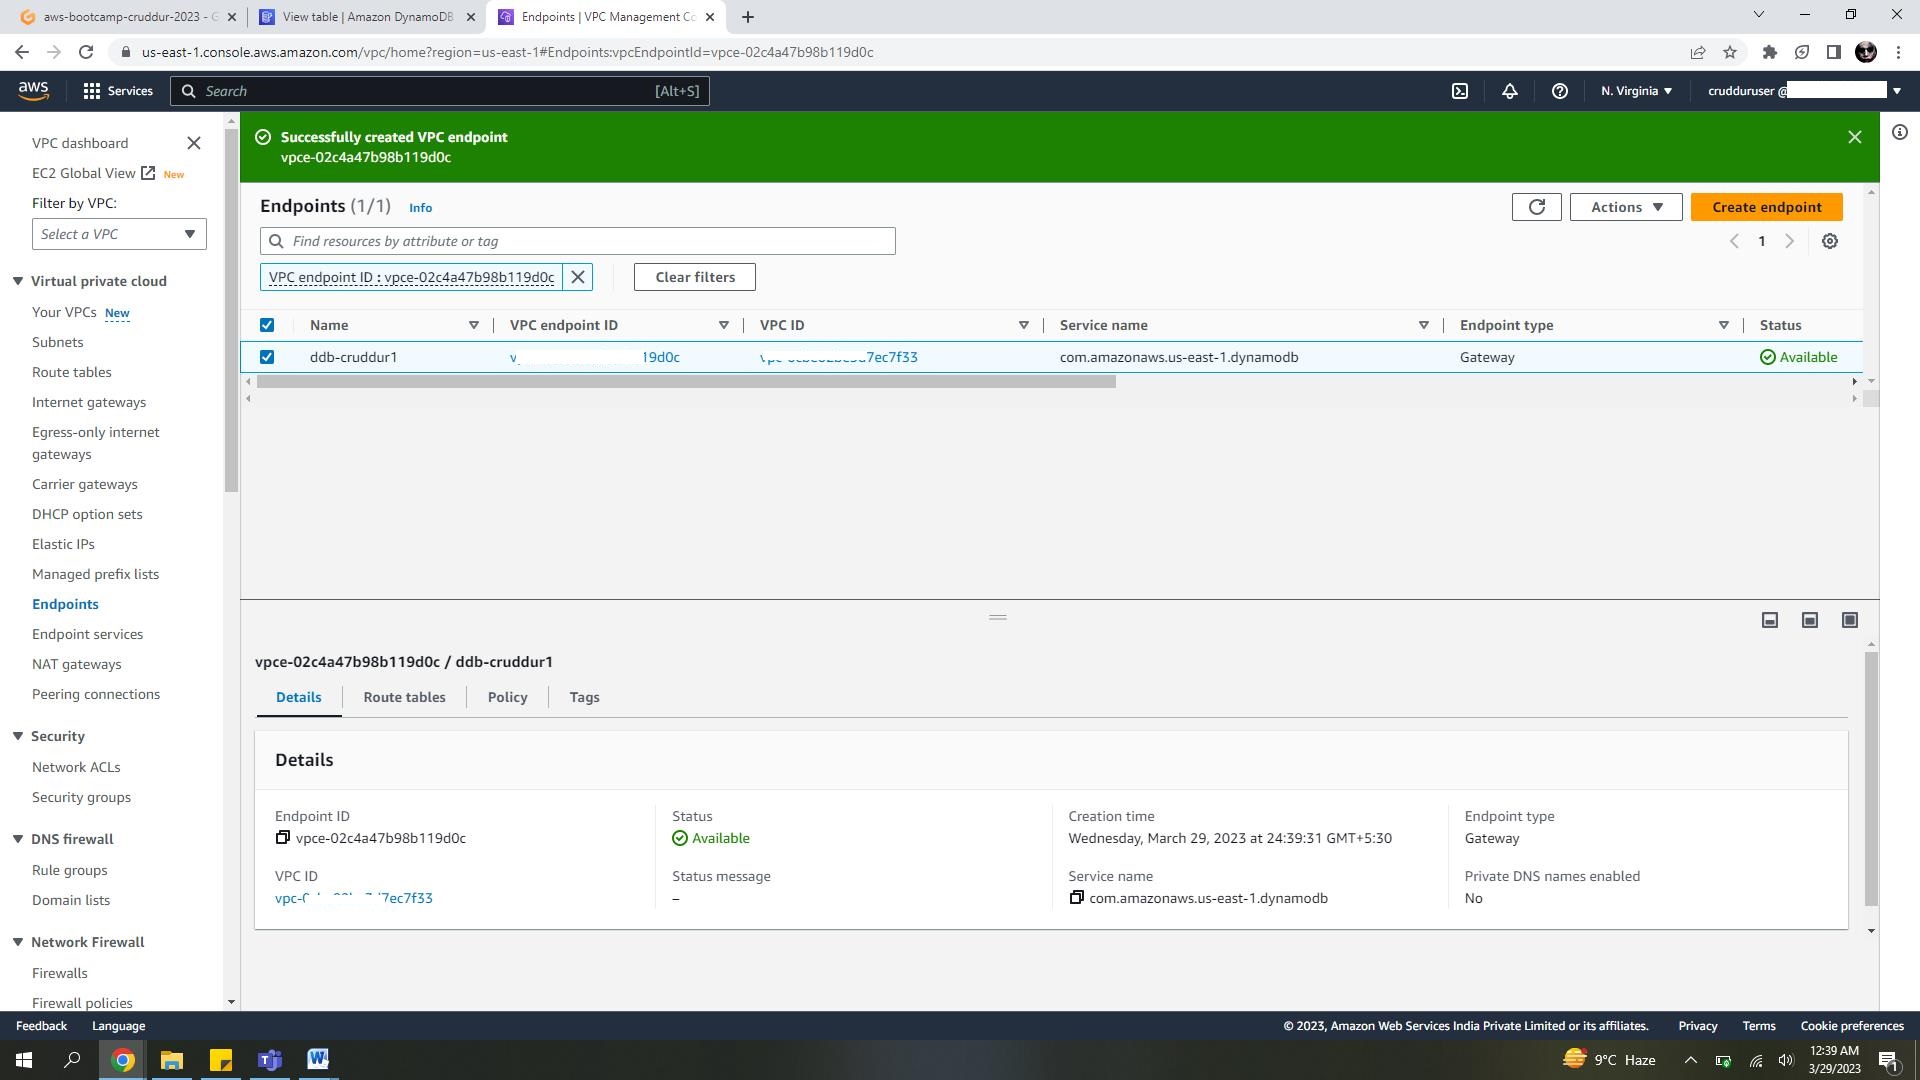 aws-bootcamp-cruddur-2023 - G
View table | Amazon DynamoDB
Endpoints | VPC Management Co
us-east-1.console.aws.amazon.com/vpc/home?region=us-east-1#Endpoints:vpcEndpointId=vpce-02c4a47b98b119d0c
aws
Services
Search
[Alt+S]
N. Virginia
crudduruser @
VPC dashboard
EC2 Global View New
Filter by VPC:
Select a VPC
Virtual private cloud
Your VPCs New
Subnets
Route tables
Internet gateways
Egress-only internet
gateways
Carrier gateways
DHCP option sets
Elastic IPs
Managed prefix lists
Endpoints
Endpoint services
NAT gateways
Peering connections
Security
Network ACLs
Security groups
DNS firewall
Rule groups
Domain lists
Network Firewall
Firewalls
Firewall policies
Successfully created VPC endpoint
vpce-02c4a47b98b119d0c
Endpoints (1/1) Info
Actions
Create endpoint
Find resources by attribute or tag
1
VPC endpoint ID : vpce-02c4a47b98b119d0c
Clear filters
Name VPC endpoint ID VPC ID Service name Endpoint type Status
ddb-cruddur1 19d0c 7ec7f33 com.amazonaws.us-east-1.dynamodb Gateway Available
vpce-02c4a47b98b119d0c / ddb-cruddur1
Details Route tables Policy Tags
Details
Endpoint ID
vpce-02c4a47b98b119d0c
Status
Available
Creation time
Wednesday, March 29, 2023 at 24:39:31 GMT+5:30
Endpoint type
Gateway
VPC ID
7ec7f33
Status message
–
Service name
com.amazonaws.us-east-1.dynamodb
Private DNS names enabled
No
Feedback
Language
© 2023, Amazon Web Services India Private Limited or its affiliates.
Privacy
Terms
Cookie preferences
9°C Haze
12:39 AM
3/29/2023
1